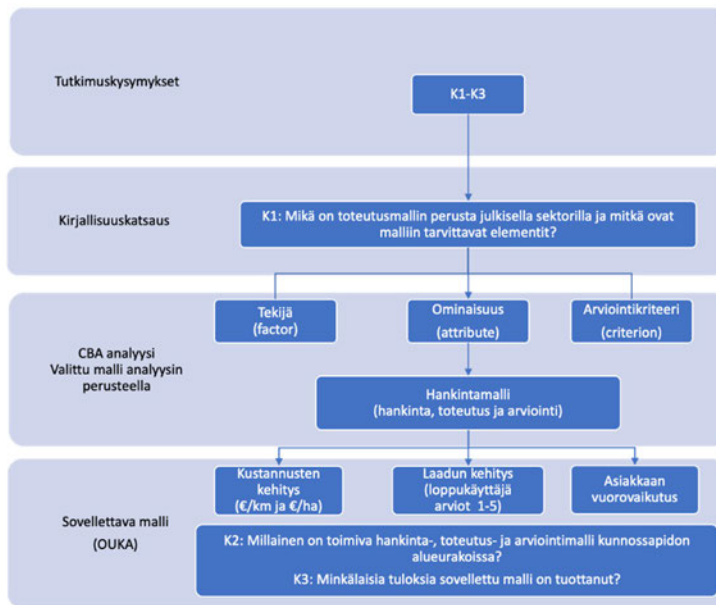 Tutkimuskysymykset
K1-K3
Kirjallisuuskatsaus
K1: Mikä on toteutusmallin perusta julkisella sektorilla ja mitkä ovat
malliin tarvittavat elementit?
Tekijä
(factor)
Ominaisuus
(attribute)
Arviointikriteeri
(criterion)
CBA analyysi
Valittu malli analyysin
perusteella
Hankintamalli
(hankinta, toteutus ja arviointi)
Kustannusten
kehitys
(€/km ja €/ha)
Laadun kehitys
(loppukäyttäjä
arviot 1-5)
Asiakkaan
vuorovaikutus
Sovellettava malli
(OUKA)
K2: Millainen on toimiva hankinta-, toteutus- ja arviointimalli kunnossapidon
alueurakoissa?
K3: Minkälaisia tuloksia sovellettu malli on tuottanut?